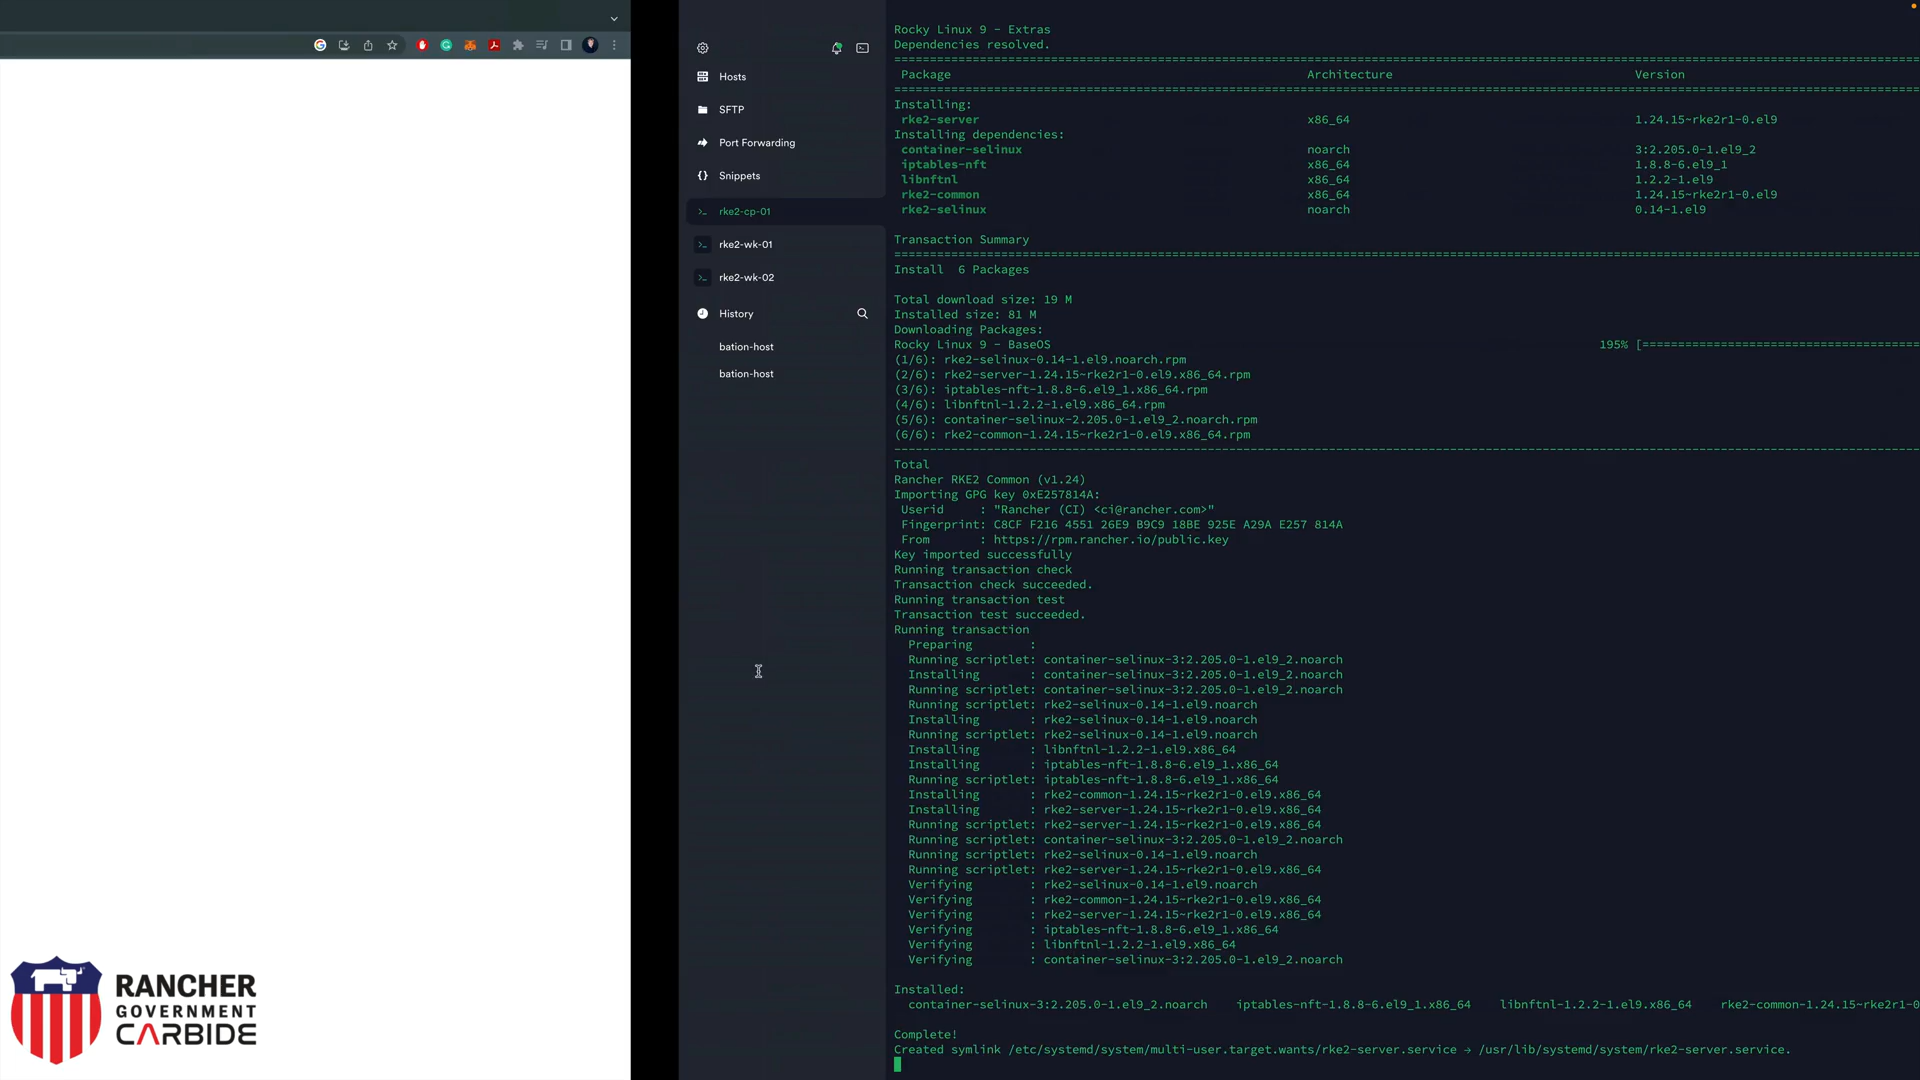 RANCHER
GOVERNMENT
CARBIDE
Hosts
SFTP
Port Forwarding
Snippets
rke2-cp-01
rke2-wk-01
rke2-wk-02
History
bation-host
bation-host
Rocky Linux 9 - Extras
Dependencies resolved.
Package Architecture Version
Installing:
rke2-server x86_64 1.24.15~rke2r1-0.el9
Installing dependencies:
container-selinux noarch 3:2.205.0-1.el9_2
iptables-nft x86_64 1.8.8-6.el9_1
libnftnl x86_64 1.2.2-1.el9
rke2-common x86_64 1.24.15~rke2r1-0.el9
rke2-selinux noarch 0.14-1.el9
Transaction Summary
Install 6 Packages
Total download size: 19 M
Installed size: 81 M
Downloading Packages:
Rocky Linux 9 - BaseOS 195% [===========================================
(1/6): rke2-selinux-0.14-1.el9.noarch.rpm
(2/6): rke2-server-1.24.15~rke2r1-0.el9.x86_64.rpm
(3/6): iptables-nft-1.8.8-6.el9_1.x86_64.rpm
(4/6): libnftnl-1.2.2-1.el9.x86_64.rpm
(5/6): container-selinux-2.205.0-1.el9_2.noarch.rpm
(6/6): rke2-common-1.24.15~rke2r1-0.el9.x86_64.rpm
Total
Rancher RKE2 Common (v1.24)
Importing GPG key 0xE257814A:
Userid : "Rancher (CI) <ci@rancher.com>"
Fingerprint: C8CF F216 4551 26E9 B9C9 18BE 925E A29A E257 814A
From : https://rpm.rancher.io/public.key
Key imported successfully
Running transaction check
Transaction check succeeded.
Running transaction test
Transaction test succeeded.
Running transaction
Preparing :
Running scriptlet: container-selinux-3:2.205.0-1.el9_2.noarch
Installing : container-selinux-3:2.205.0-1.el9_2.noarch
Running scriptlet: container-selinux-3:2.205.0-1.el9_2.noarch
Running scriptlet: rke2-selinux-0.14-1.el9.noarch
Installing : rke2-selinux-0.14-1.el9.noarch
Running scriptlet: rke2-selinux-0.14-1.el9.noarch
Installing : libnftnl-1.2.2-1.el9.x86_64
Installing : iptables-nft-1.8.8-6.el9_1.x86_64
Running scriptlet: iptables-nft-1.8.8-6.el9_1.x86_64
Installing : rke2-common-1.24.15~rke2r1-0.el9.x86_64
Installing : rke2-server-1.24.15~rke2r1-0.el9.x86_64
Running scriptlet: rke2-server-1.24.15~rke2r1-0.el9.x86_64
Running scriptlet: container-selinux-3:2.205.0-1.el9_2.noarch
Running scriptlet: rke2-selinux-0.14-1.el9.noarch
Running scriptlet: rke2-server-1.24.15~rke2r1-0.el9.x86_64
Verifying : rke2-selinux-0.14-1.el9.noarch
Verifying : rke2-common-1.24.15~rke2r1-0.el9.x86_64
Verifying : rke2-server-1.24.15~rke2r1-0.el9.x86_64
Verifying : iptables-nft-1.8.8-6.el9_1.x86_64
Verifying : libnftnl-1.2.2-1.el9.x86_64
Verifying : container-selinux-3:2.205.0-1.el9_2.noarch
Installed:
container-selinux-3:2.205.0-1.el9_2.noarch iptables-nft-1.8.8-6.el9_1.x86_64 libnftnl-1.2.2-1.el9.x86_64 rke2-common-1.24.15~rke2r1-0
Complete!
Created symlink /etc/systemd/system/multi-user.target.wants/rke2-server.service → /usr/lib/systemd/system/rke2-server.service.